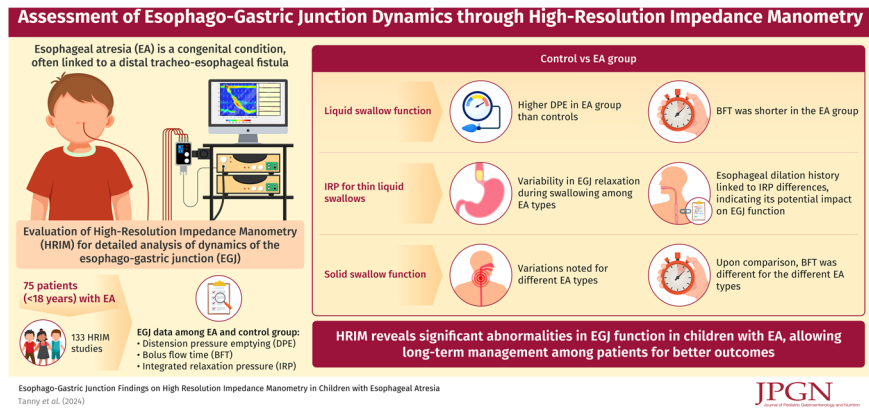 Assessment of Esophago-Gastric Junction Dynamics through High-Resolution Impedance Manometry
Esophageal atresia (EA) is a congenital condition,
often linked to a distal tracheo-esophageal fistula
Evaluation of High-Resolution Impedance Manometry
(HRIM) for detailed analysis of dynamics of the
esophago-gastric junction (EGJ)
75 patients
(<18 years) with EA
133 HRIM
studies
EGJ data among EA and control group:
• Distension pressure emptying (DPE)
• Bolus flow time (BFT)
• Integrated relaxation pressure (IRP)
Control vs EA group
Liquid swallow function
Higher DPE in EA group
than controls
BFT was shorter in the EA group
IRP for thin liquid
swallows
Variability in EGJ relaxation
during swallowing among
EA types
Esophageal dilation history
linked to IRP differences,
indicating its potential impact
on EGJ function
Solid swallow function
Variations noted for
different EA types
Upon comparison, BFT was
different for the different EA
types
HRIM reveals significant abnormalities in EGJ function in children with EA, allowing
long-term management among patients for better outcomes
Esophago-Gastric Junction Findings on High Resolution Impedance Manometry in Children with Esophageal Atresia
Tanny et al. (2024)
JPGN
Journal of Pediatric Gastroenterology and Nutrition